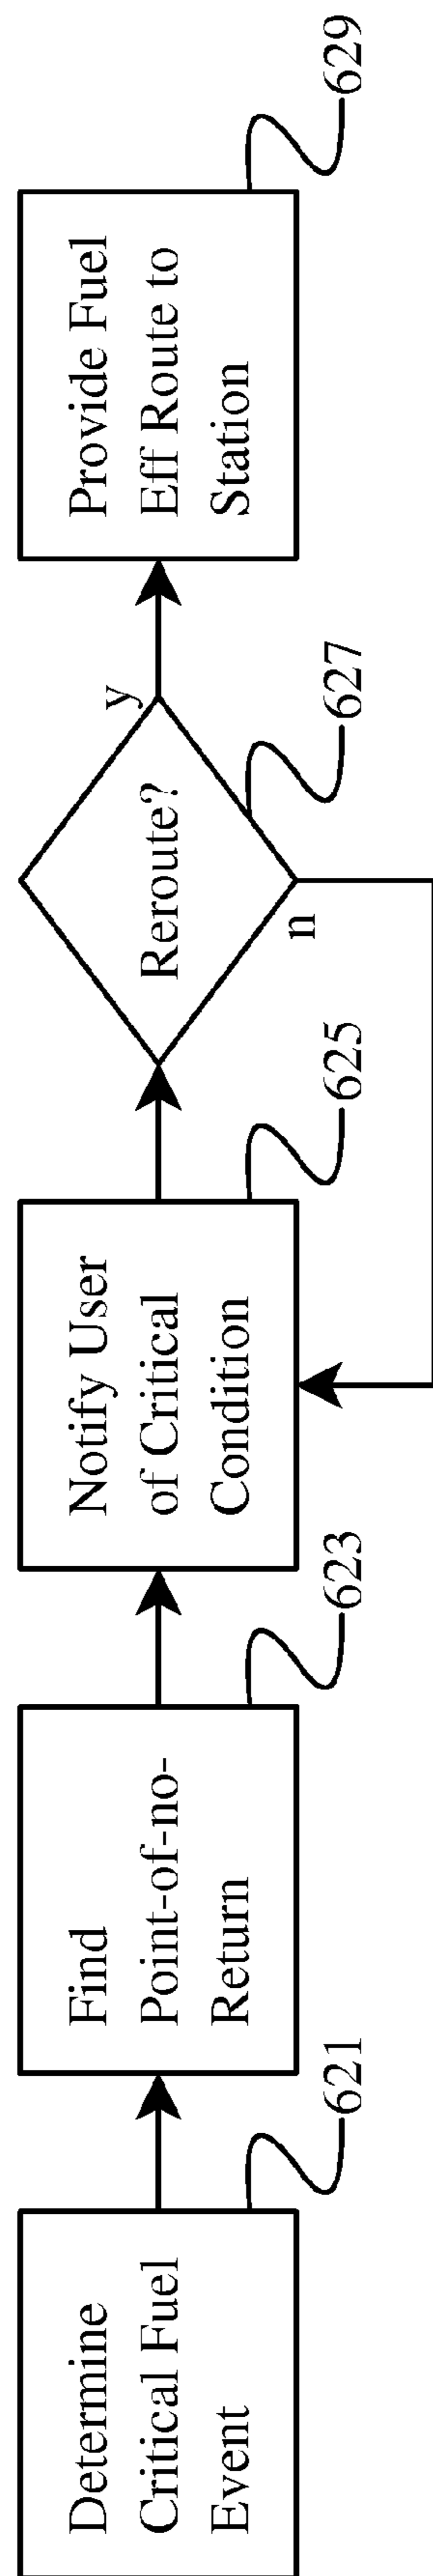 Determine
Critical Fuel
Event
621
Find
Point-of-no-
Return
623
Notify User
of Critical
Condition
625
Reroute?
y
n
627
Provide Fuel
Eff Route to
Station
629